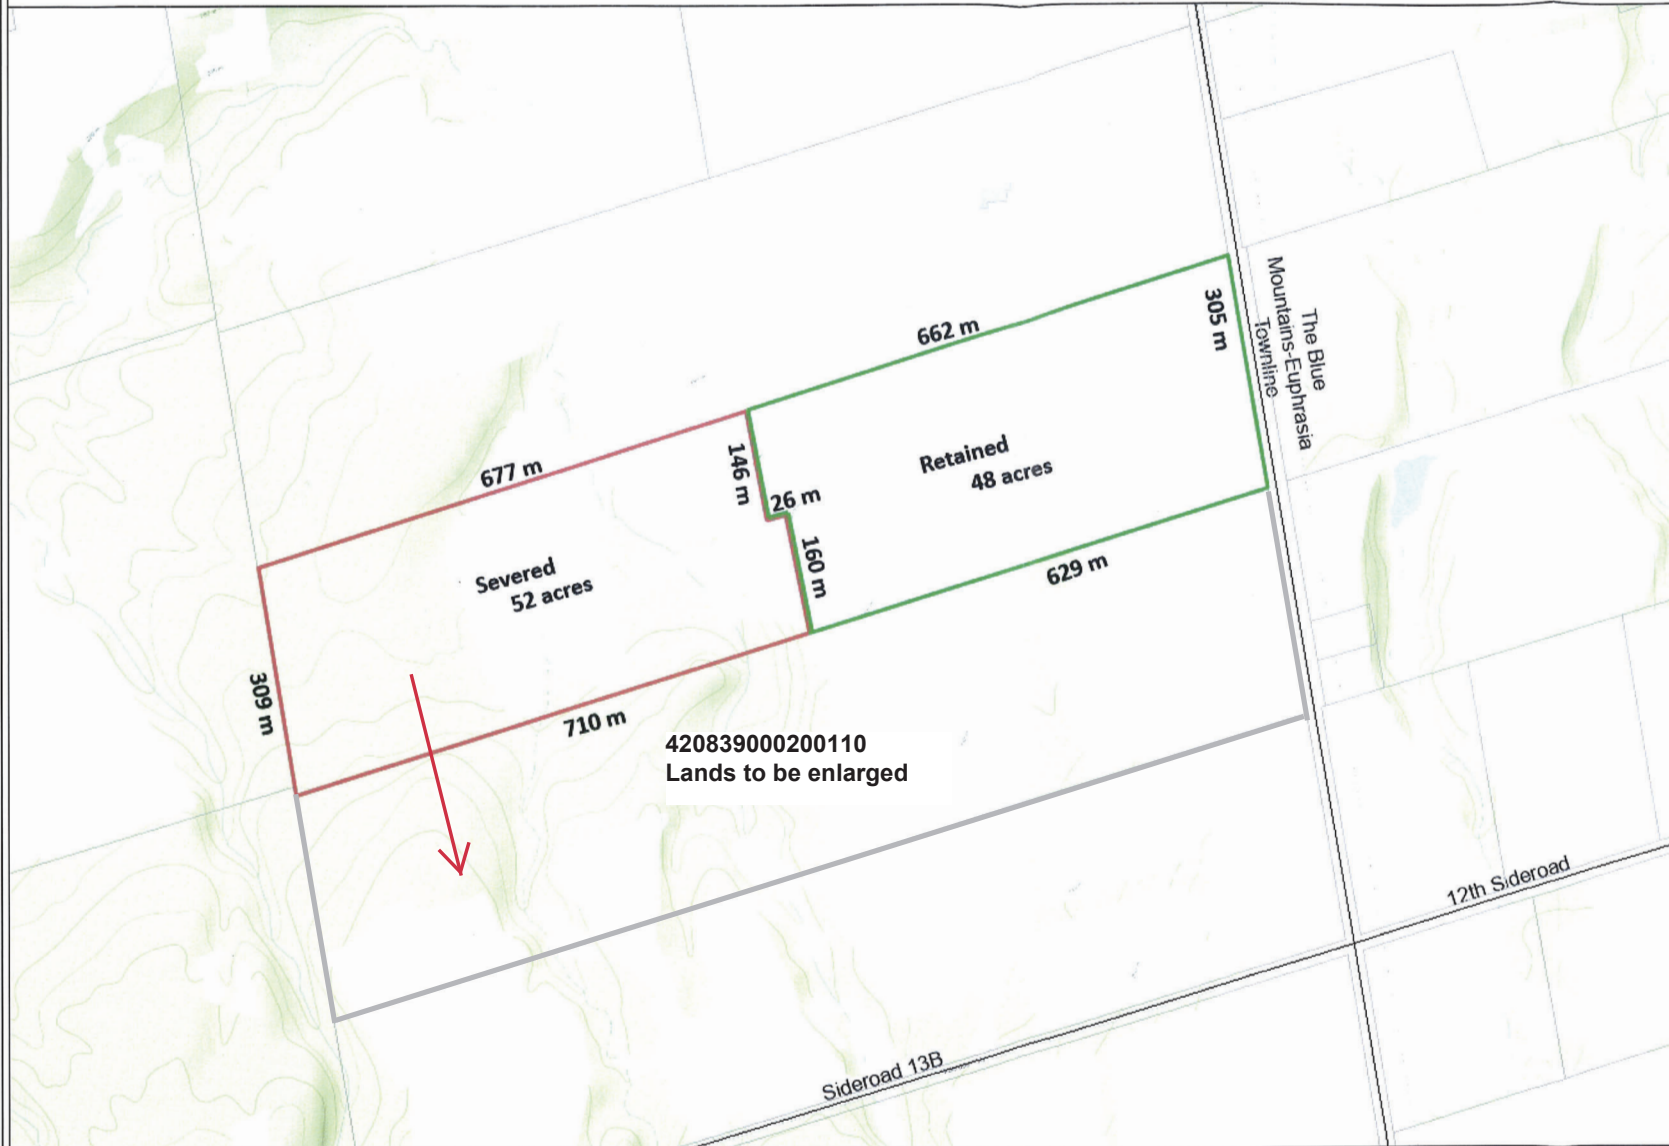 The Blue
Mountains-Euphrasia
Townline
305 m
662 m
Retained
48 acres
677 m
146 m
26 m
160 m
629 m
Severed
52 acres
309 m
710 m
420839000200110
Lands to be enlarged
12th Sideroad
Sideroad 13B